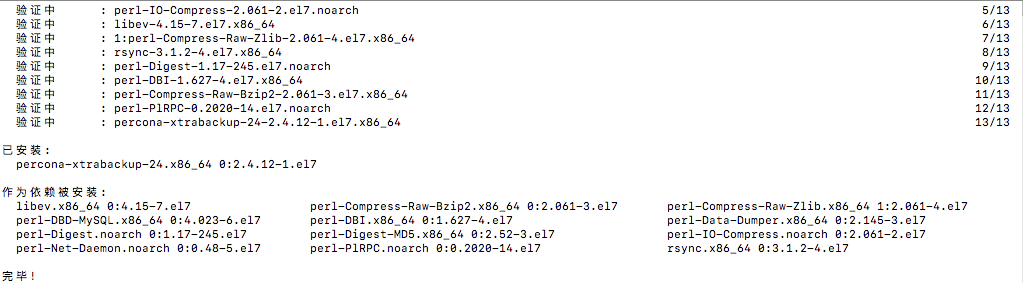 验证中 : perl-IO-Compress-2.061-2.el7.noarch 5/13
验证中 : libev-4.15-7.el7.x86_64 6/13
验证中 : 1:perl-Compress-Raw-Zlib-2.061-4.el7.x86_64 7/13
验证中 : rsync-3.1.2-4.el7.x86_64 8/13
验证中 : perl-Digest-1.17-245.el7.noarch 9/13
验证中 : perl-DBI-1.627-4.el7.x86_64 10/13
验证中 : perl-Compress-Raw-Bzip2-2.061-3.el7.x86_64 11/13
验证中 : perl-PlRPC-0.2020-14.el7.noarch 12/13
验证中 : percona-xtrabackup-24-2.4.12-1.el7.x86_64 13/13
已安装:
percona-xtrabackup-24.x86_64 0:2.4.12-1.el7
作为依赖被安装:
libev.x86_64 0:4.15-7.el7 perl-Compress-Raw-Bzip2.x86_64 0:2.061-3.el7 perl-Compress-Raw-Zlib.x86_64 1:2.061-4.el7
perl-DBD-MySQL.x86_64 0:4.023-6.el7 perl-DBI.x86_64 0:1.627-4.el7 perl-Data-Dumper.x86_64 0:2.145-3.el7
perl-Digest.noarch 0:1.17-245.el7 perl-Digest-MD5.x86_64 0:2.52-3.el7 perl-IO-Compress.noarch 0:2.061-2.el7
perl-Net-Daemon.noarch 0:0.48-5.el7 perl-PlRPC.noarch 0:0.2020-14.el7 rsync.x86_64 0:3.1.2-4.el7
完毕!